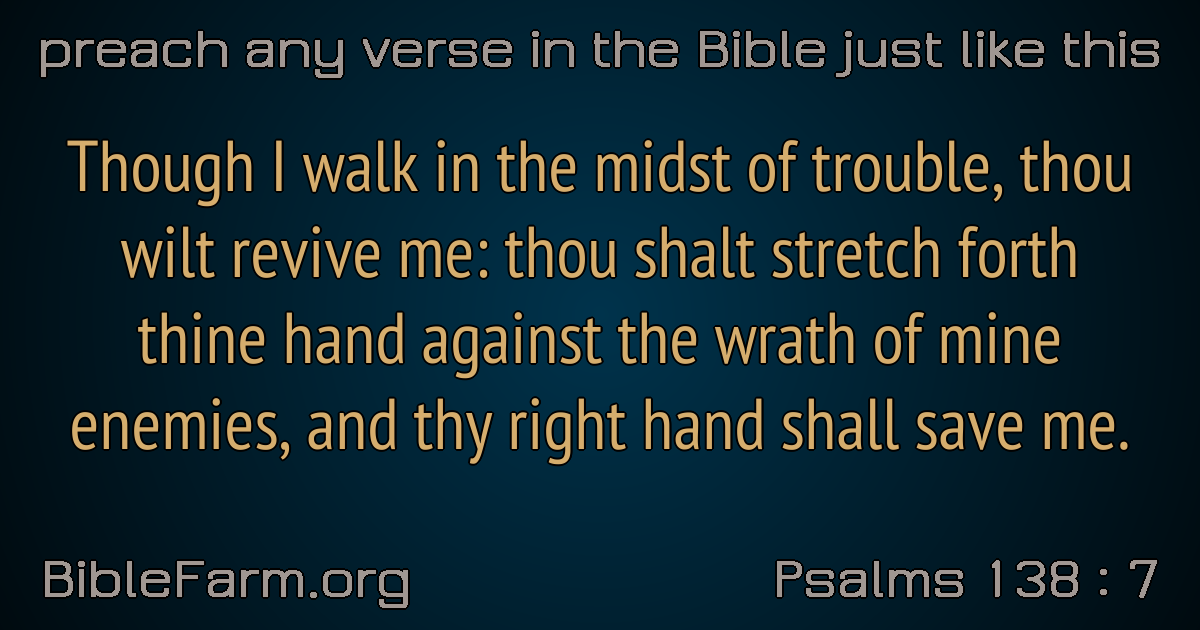 preach any verse in the Bible just like this
Though I walk in the midst of trouble, thou
wilt revive me: thou shalt stretch forth
thine hand against the wrath of mine
enemies, and thy right hand shall save me.
BibleFarm.org
Psalms 138 : 7